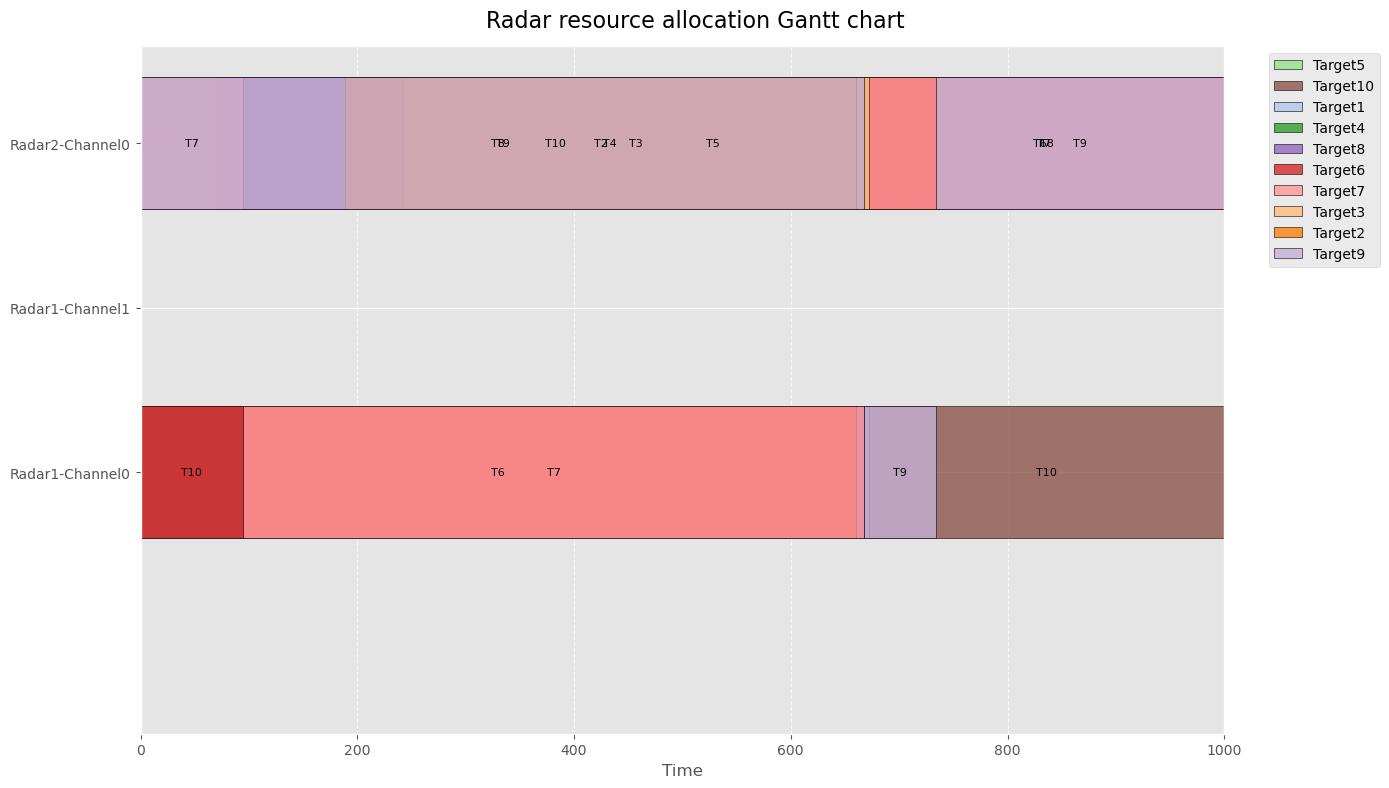 Radar resource allocation Gantt chart
Radar2-Channel0
T7
T10
T4
T3
T5
T9
Radar1-Channel1
Radar1-Channel0
T10
T6
T7
T9
T10
0
200
400
600
800
1000
Time
Target5
Target10
Target1
Target4
Target8
Target6
Target7
Target3
Target2
Target9